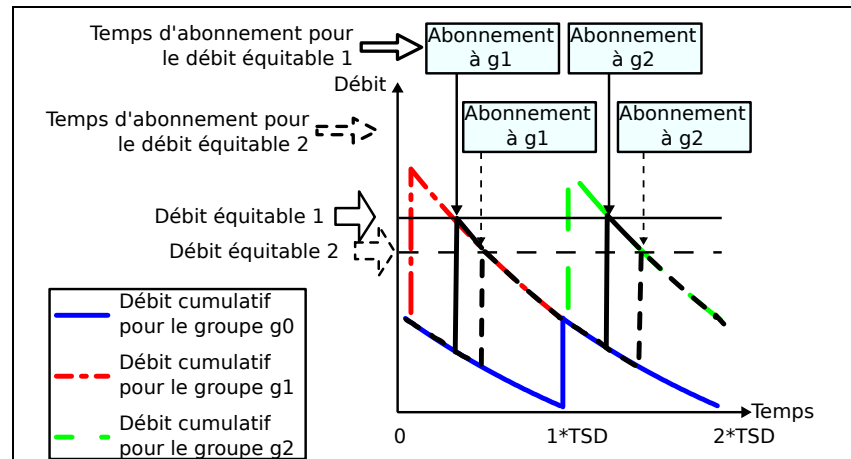 Temps d'abonnement pour
le débit équitable 1
Abonnement
à g1
Abonnement
à g2
Débit
Temps d'abonnement pour
le débit équitable 2
Abonnement
à g1
Abonnement
à g2
Débit équitable 1
Débit équitable 2
Débit cumulatif
pour le groupe g0
Débit cumulatif
pour le groupe g1
Débit cumulatif
pour le groupe g2
Temps
0
1*TSD
2*TSD